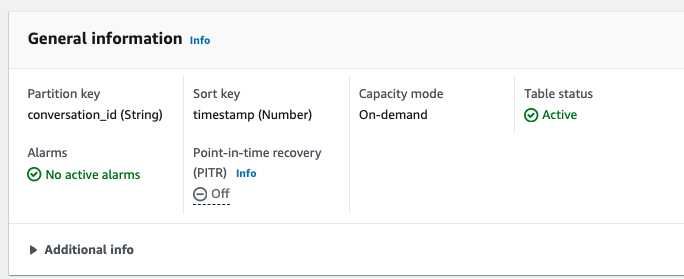 General information Info
Partition key
conversation_id (String)
Sort key
timestamp (Number)
Capacity mode
On-demand
Table status
Active
Alarms
No active alarms
Point-in-time recovery
(PITR) Info
Off
Additional info